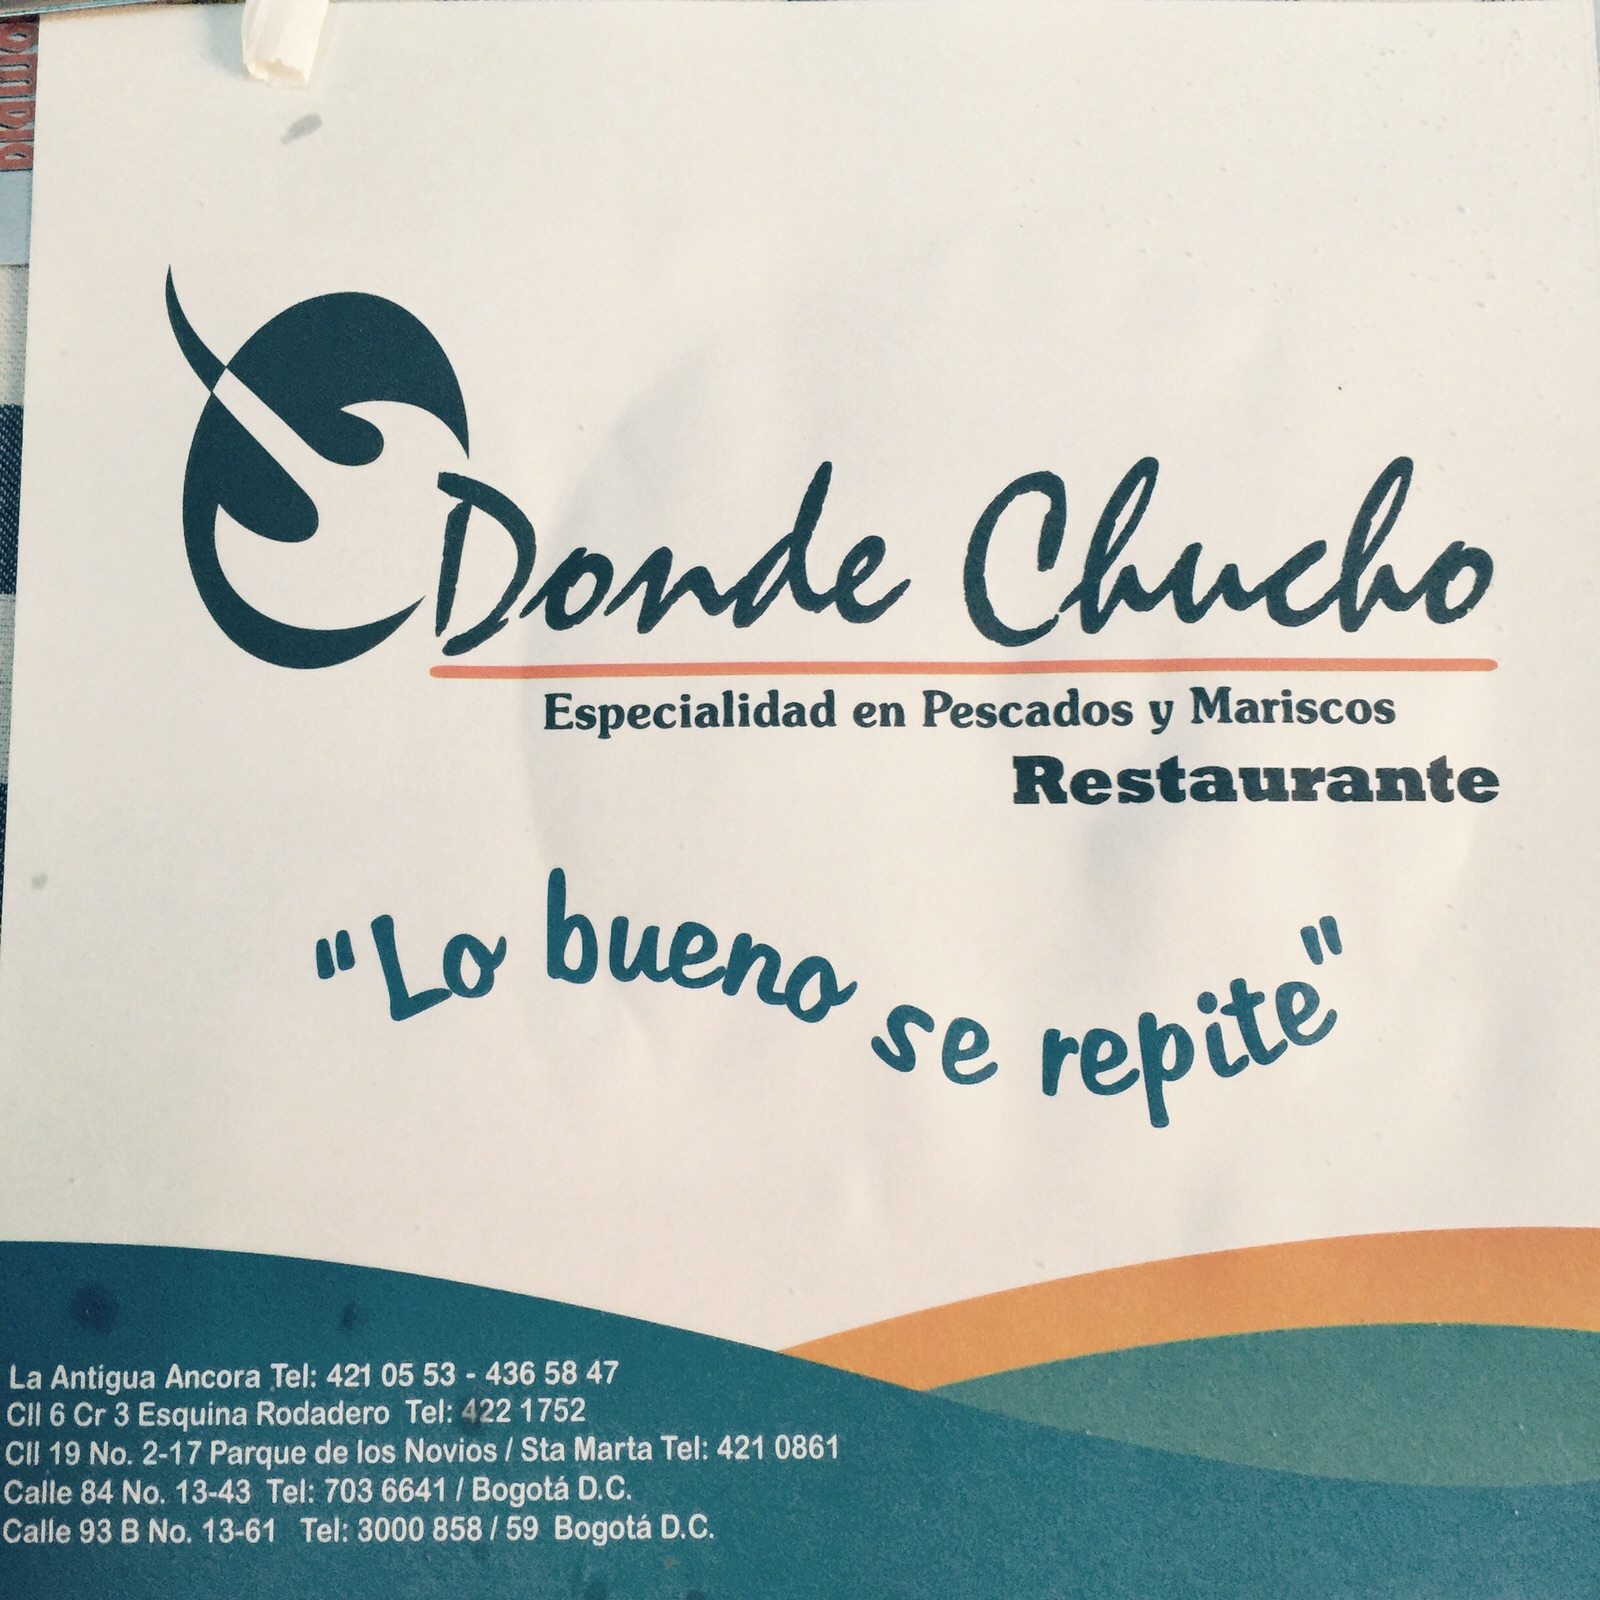 Donde Chucho
Especialidad en Pescados y Mariscos
Restaurante
"Lo bueno se repite"
La Antigua Ancora Tel: 421 05 53 - 436 58 47
Cll 6 Cr 3 Esquina Rodadero Tel: 422 1752
Cll 19 No. 2-17 Parque de los Novios / Sta Marta Tel: 421 0861
Calle 84 No. 13-43 Tel: 703 6641 / Bogotá D.C.
Calle 93 B No. 13-61 Tel: 3000 858 / 59 Bogotá D.C.